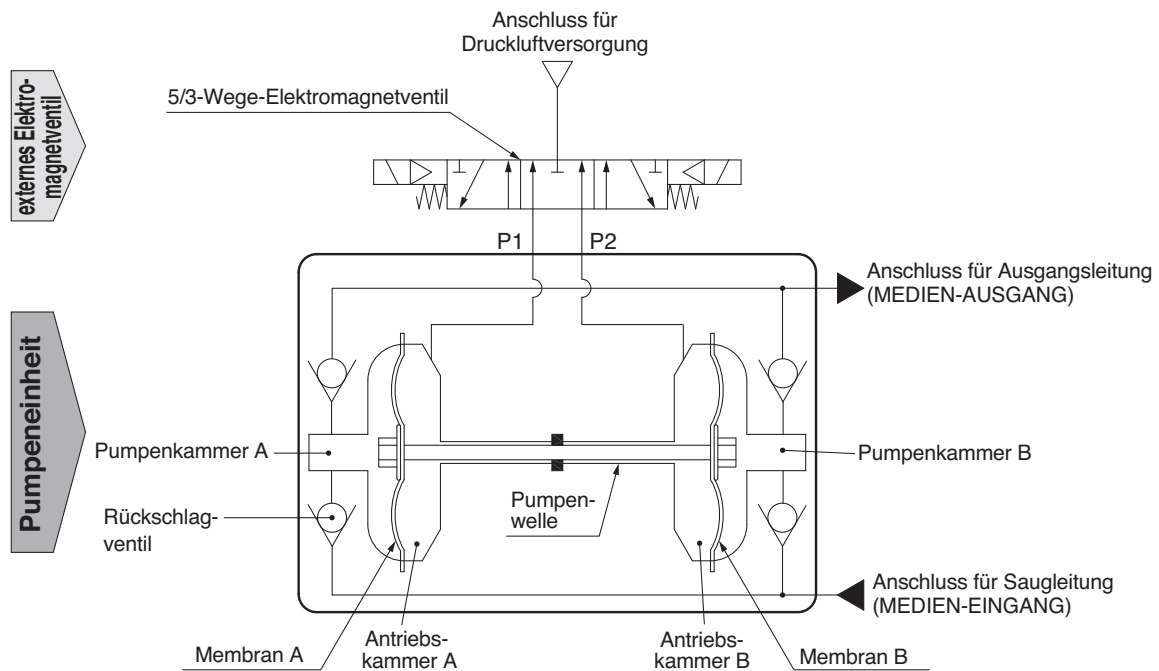 Anschluss für
Druckluftversorgung
externes Elektro-
magnetventil
5/3-Wege-Elektromagnetventil
P1
P2
Anschluss für Ausgangsleitung
(MEDIEN-AUSGANG)
Pumpeneinheit
Pumpenkammer A
Pumpenkammer B
Pumpen-
welle
Rückschlag-
ventil
Anschluss für Saugleitung
(MEDIEN-EINGANG)
Membran A
Antriebs-
kammer A
Antriebs-
kammer B
Membran B